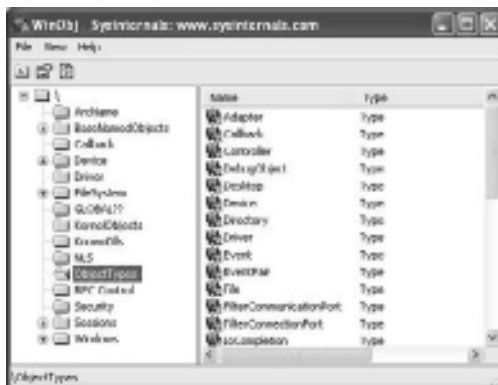 WinObj Sysinternals: www.sysinternals.com
File View Help
\
ArcName
BaseNamedObjects
Callback
Device
Driver
FileSystem
GLOBAL??
KernelObjects
KnownDlls
NLS
ObjectTypes
RPC Control
Security
Sessions
Windows
Name Type
Adapter Type
Callback Type
Controller Type
DebugObject Type
Desktop Type
Device Type
Directory Type
Driver Type
Event Type
EventPair Type
File Type
FilterCommunicationPort Type
FilterConnectionPort Type
IoCompletion Type
\ObjectTypes